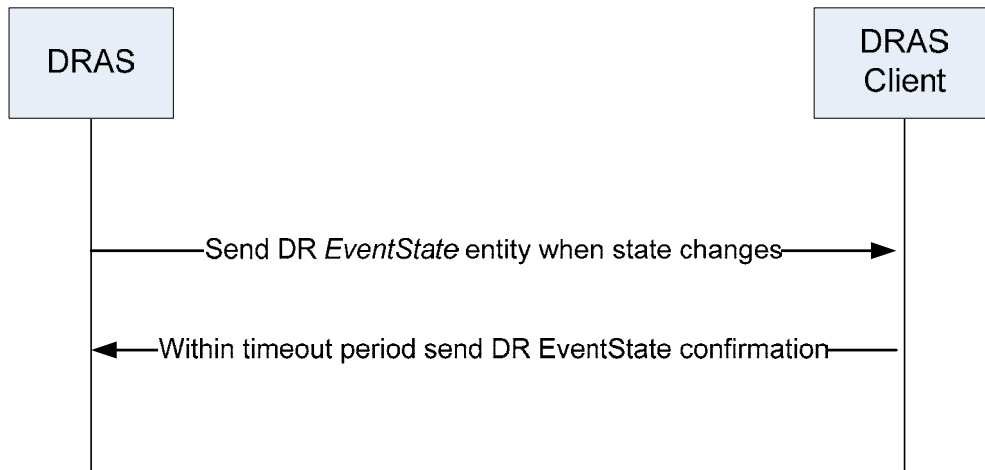 DRAS
DRAS
Client
Send DR EventState entity when state changes
Within timeout period send DR EventState confirmation